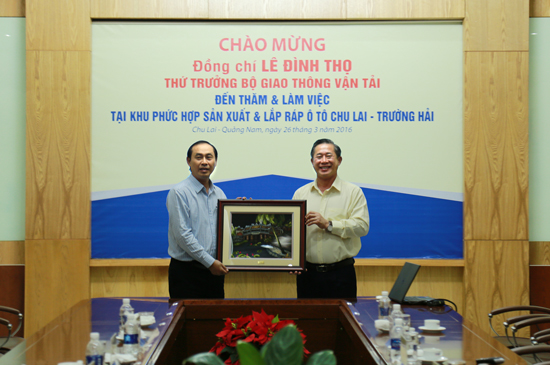 CHÀO MỪNG
Đồng chí LÊ ĐÌNH THỌ
THỨ TRƯỞNG BỘ GIAO THÔNG VẬN TẢI
ĐẾN THĂM & LÀM VIỆC
TẠI KHU PHỨC HỢP SẢN XUẤT & LẮP RÁP Ô TÔ CHU LAI - TRƯỜNG HẢI
Chu Lai - Quảng Nam, ngày 26 tháng 3 năm 2016